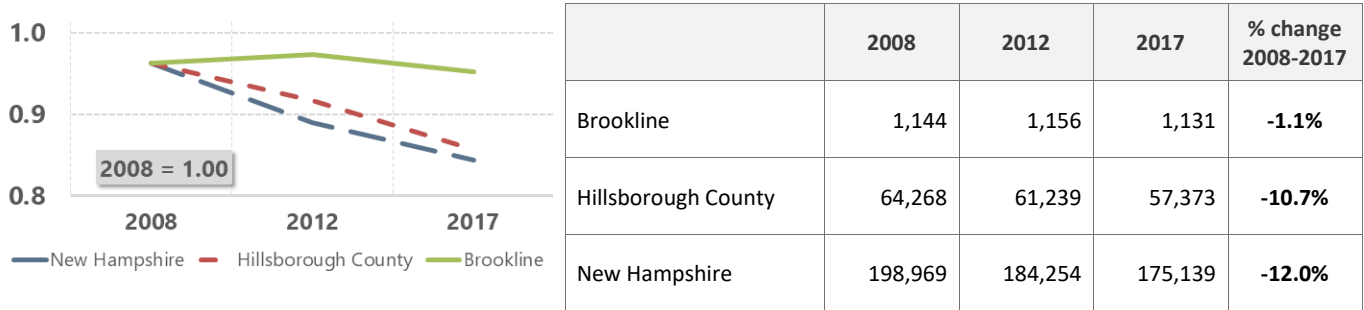 1.0
0.9
0.8
2008 = 1.00
2008 2012 2017
New Hampshire Hillsborough County Brookline
2008 2012 2017 % change
2008-2017
Brookline 1,144 1,156 1,131 -1.1%
Hillsborough County 64,268 61,239 57,373 -10.7%
New Hampshire 198,969 184,254 175,139 -12.0%